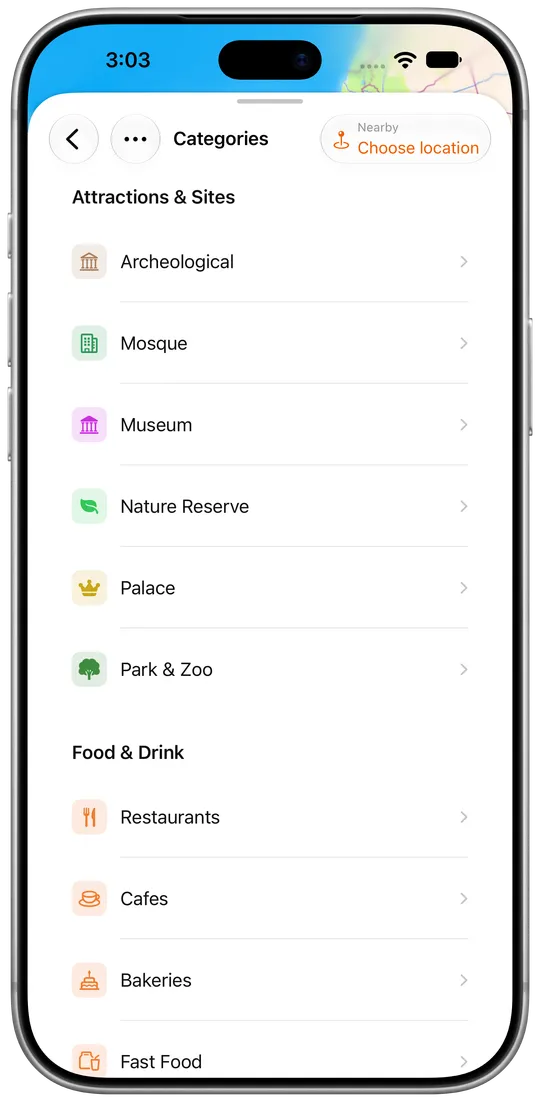 3:03
Categories
Nearby
Choose location
Attractions & Sites
Archeological
Mosque
Museum
Nature Reserve
Palace
Park & Zoo
Food & Drink
Restaurants
Cafes
Bakeries
Fast Food